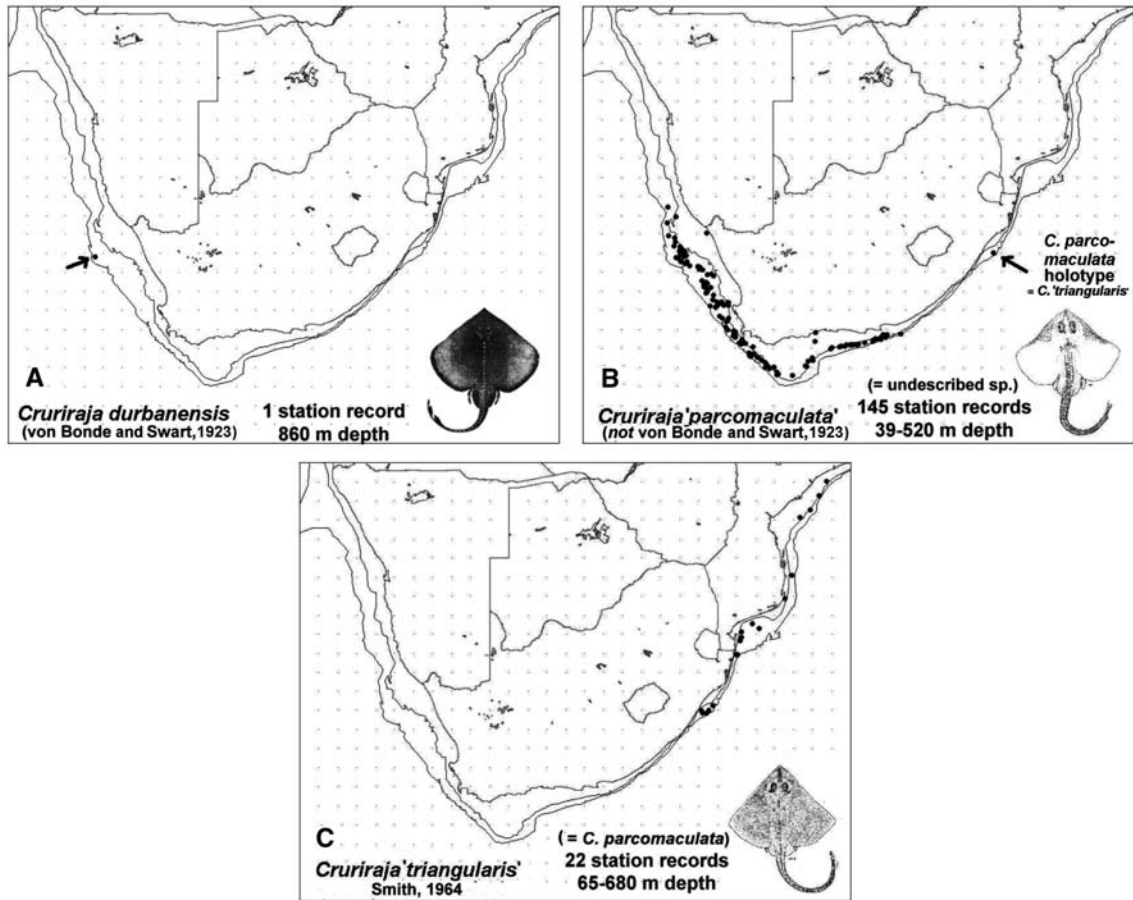 A
Cruriraja durbanensis
(von Bonde and Swart,1923)
1 station record
860 m depth
C. parco-
maculata
holotype
= C.'triangularis'
B
Cruriraja'parcomaculata'
(not von Bonde and Swart,1923)
(= undescribed sp.)
145 station records
39-520 m depth
C
Cruriraja'triangularis'
Smith, 1964
( = C. parcomaculata)
22 station records
65-680 m depth